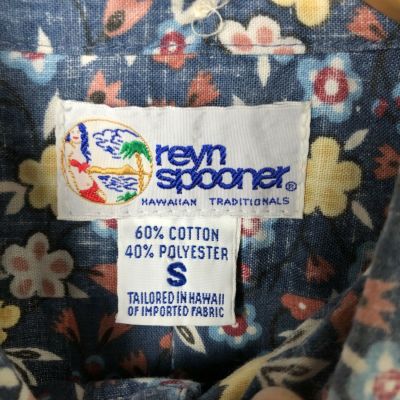 reyn
spooner®
HAWAIIAN TRADITIONALS
60% COTTON
40% POLYESTER
S
TAILORED IN HAWAII
OF IMPORTED FABRIC